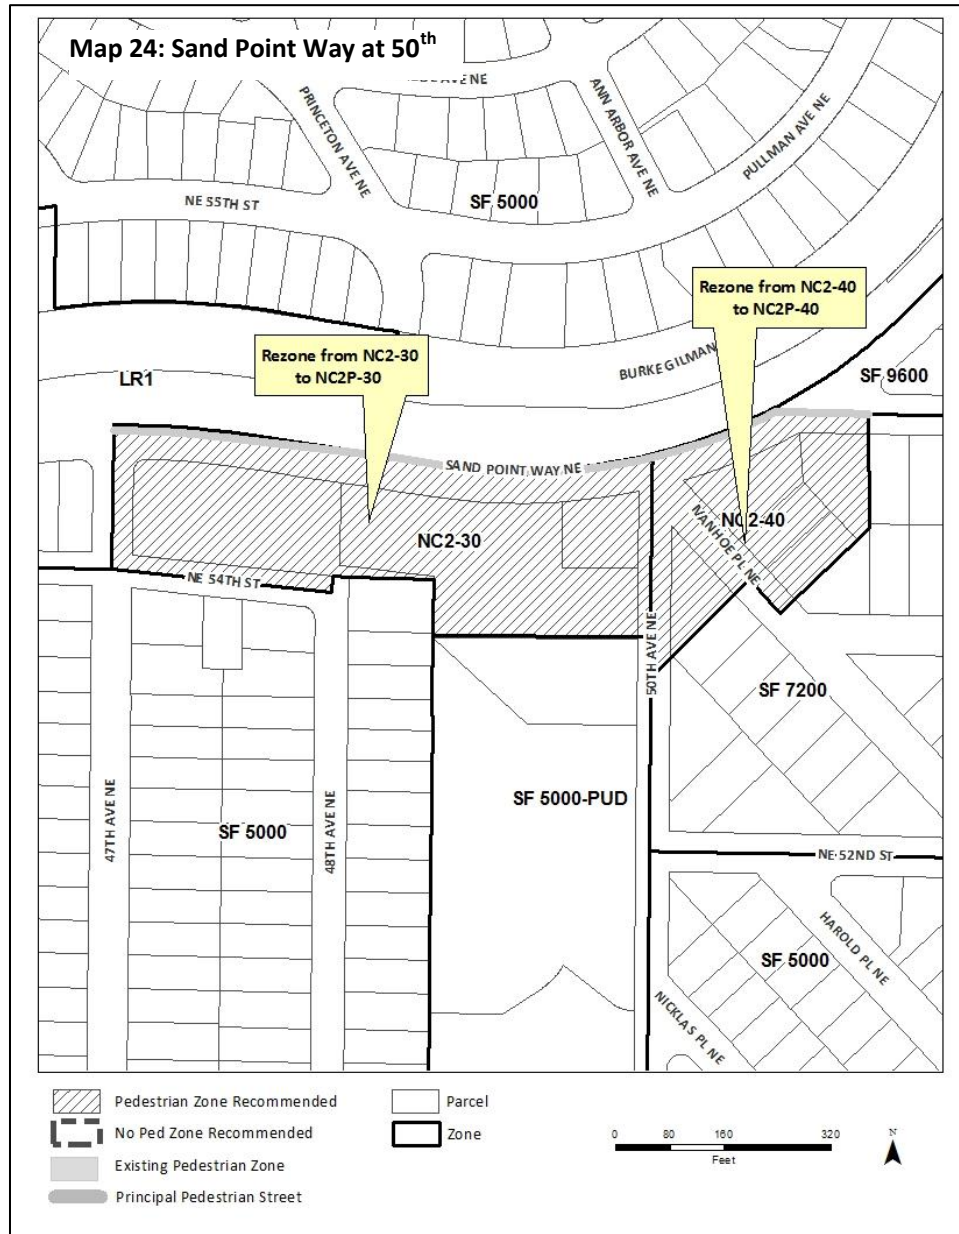 Map 24: Sand Point Way at 50th
AVE NE
PRINCETON AVE NE
ANN ARBOR AVE NE
PULLMAN AVE NE
NE 55TH ST
SF 5000
Rezone from NC2-40
to NC2P-40
Rezone from NC2-30
to NC2P-30
BURKE GILMAN
LR1
SF 9600
SAND POINT WAY NE
NC2-30
NC2-40
IVANHOE PL NE
NE 54TH ST
50TH AVE NE
SF 7200
SF 5000-PUD
47TH AVE NE
SF 5000
48TH AVE NE
NE 52ND ST
HAROLD PL NE
SF 5000
NICKLAS PL NE
Pedestrian Zone Recommended
No Ped Zone Recommended
Existing Pedestrian Zone
Principal Pedestrian Street
Parcel
Zone
0 80 160 320
Feet
N